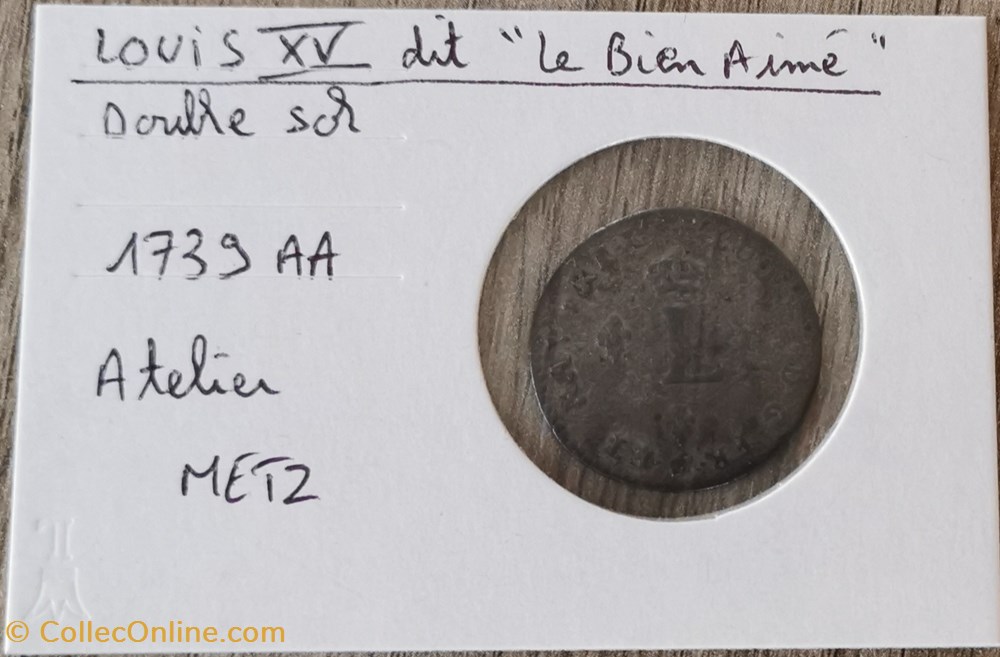 LOUIS XV dit "Le Bien Aimé"
Double sol
1739 AA
Atelier
METZ
L
© CollecOnline.com